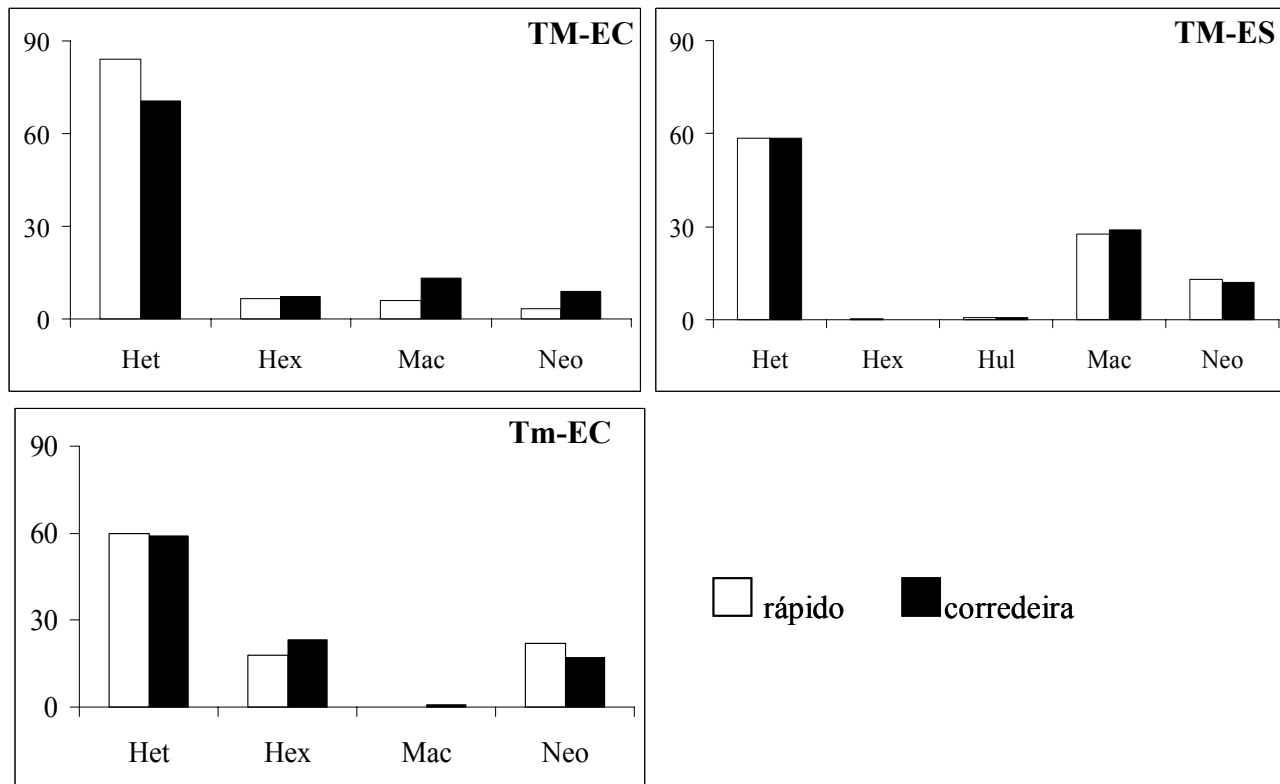 TM-EC
90
60
30
0
Het Hex Mac Neo
TM-ES
90
60
30
0
Het Hex Hul Mac Neo
Tm-EC
90
60
30
0
Het Hex Mac Neo
rápido corredeira